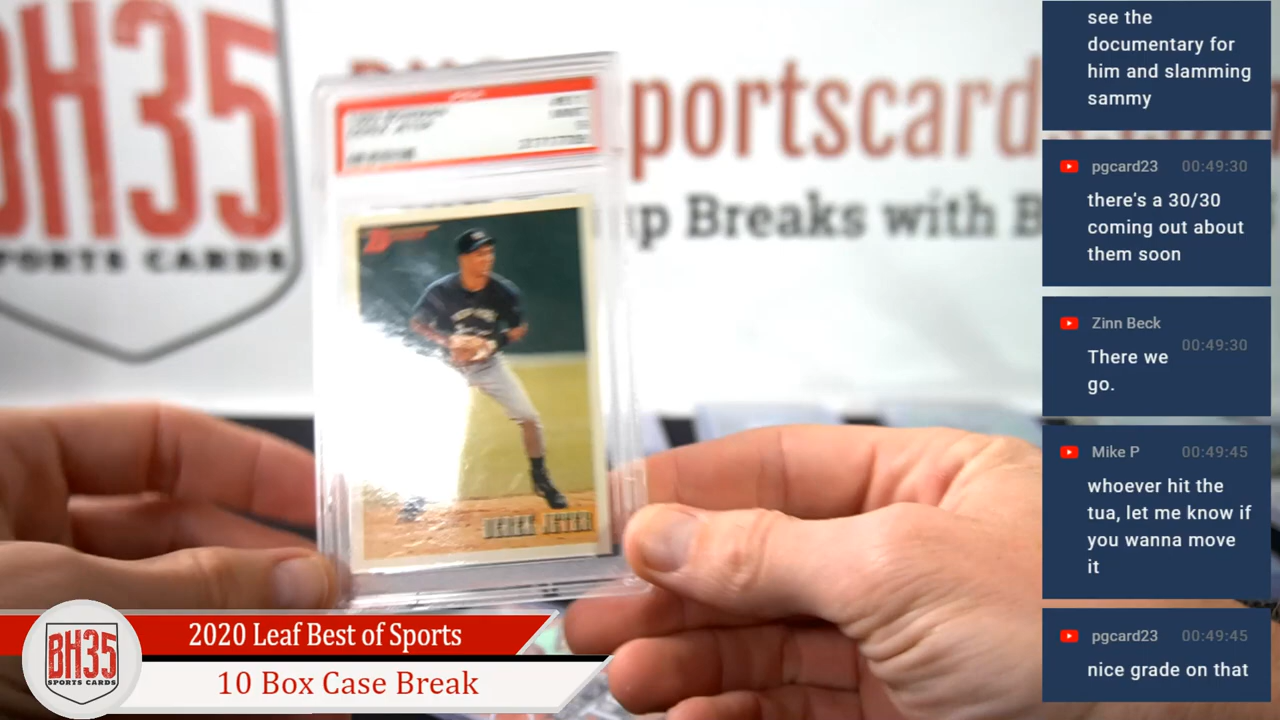 BH35
SPORTS CARDS
portscards
p Breaks with B
DEREK JETER
see the
documentary for
him and slamming
sammy
pgcard23 00:49:30
there's a 30/30
coming out about
them soon
Zinn Beck 00:49:30
There we
go.
Mike P 00:49:45
whoever hit the
tua, let me know if
you wanna move
it
pgcard23 00:49:45
nice grade on that
BH35
SPORTS CARDS
2020 Leaf Best of Sports
10 Box Case Break